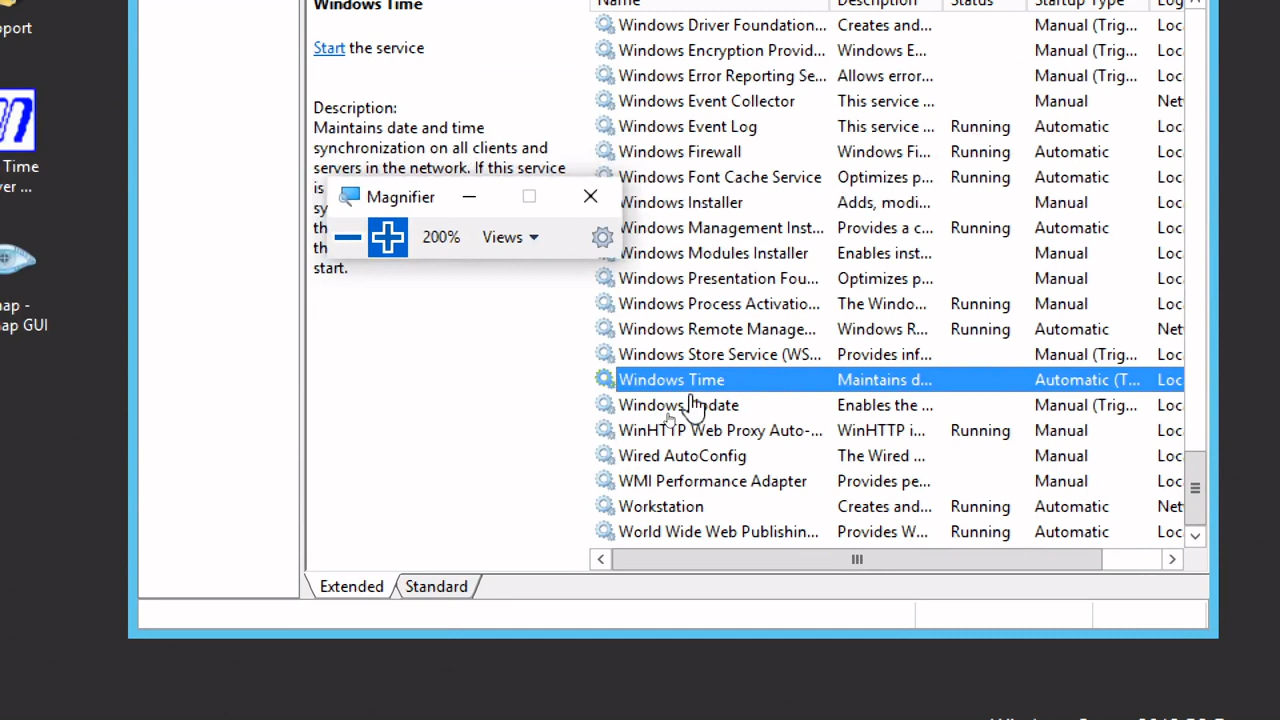 Windows Time
Start the service
Description:
Maintains date and time
synchronization on all clients and
servers in the network. If this service
is
start.
Magnifier
200% Views
Name Description Status Startup Type Log
Windows Driver Foundation... Creates and... Manual (Trig... Loc
Windows Encryption Provid... Windows E... Manual (Trig... Loc
Windows Error Reporting Se... Allows error... Manual (Trig... Loc
Windows Event Collector This service ... Manual Net
Windows Event Log This service ... Running Automatic Loc
Windows Firewall Windows Fi... Running Automatic Loc
Windows Font Cache Service Optimizes p... Running Automatic Loc
Windows Installer Adds, modi... Manual Loc
Windows Management Inst... Provides a c... Running Automatic Loc
Windows Modules Installer Enables inst... Manual Loc
Windows Presentation Fou... Optimizes p... Manual Loc
Windows Process Activatio... The Windo... Running Manual Loc
Windows Remote Manage... Windows R... Running Automatic Net
Windows Store Service (WS... Provides inf... Manual (Trig... Loc
Windows Time Maintains d... Automatic (T... Loc
Windows Update Enables the ... Manual (Trig... Loc
WinHTTP Web Proxy Auto-... WinHTTP i... Running Manual Loc
Wired AutoConfig The Wired ... Manual Loc
WMI Performance Adapter Provides pe... Manual Loc
Workstation Creates and... Running Automatic Net
World Wide Web Publishin... Provides W... Running Automatic Loc
Extended Standard
pport
Time
ver ...
ap -
ap GUI